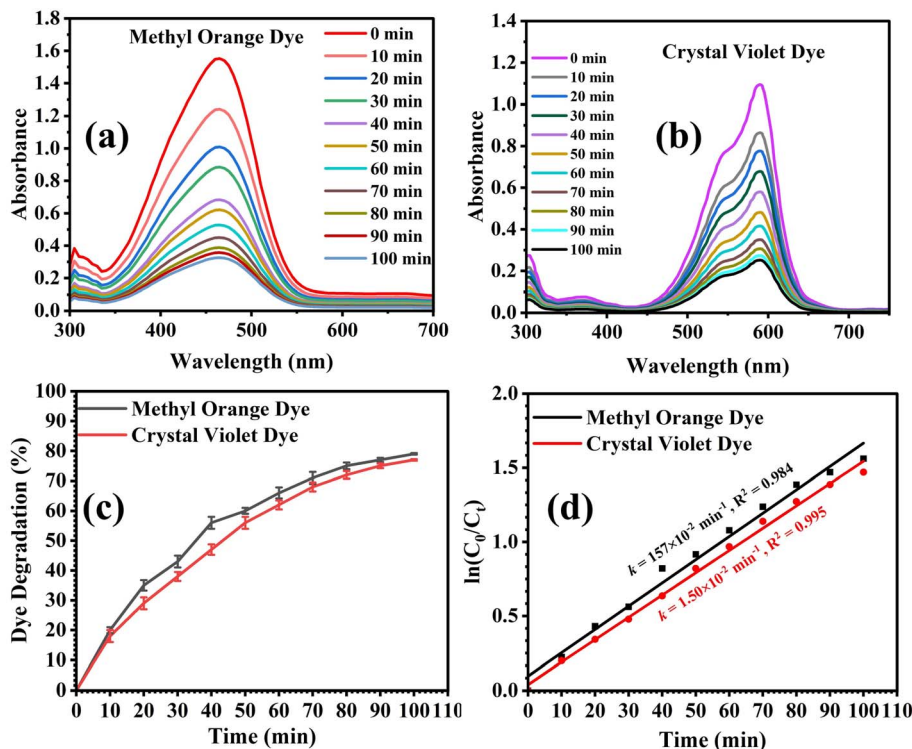 (a)
Methyl Orange Dye
0 min
10 min
20 min
30 min
40 min
50 min
60 min
70 min
80 min
90 min
100 min
Absorbance
1.8
1.6
1.4
1.2
1.0
0.8
0.6
0.4
0.2
0.0
300 400 500 600 700
Wavelength (nm)
(b)
Crystal Violet Dye
0 min
10 min
20 min
30 min
40 min
50 min
60 min
70 min
80 min
90 min
100 min
Absorbance
1.4
1.2
1.0
0.8
0.6
0.4
0.2
0.0
300 400 500 600 700
Wavelength (nm)
(c)
Methyl Orange Dye
Crystal Violet Dye
Dye Degradation (%)
100
90
80
70
60
50
40
30
20
10
0
0 10 20 30 40 50 60 70 80 90 100 110
Time (min)
(d)
Methyl Orange Dye
Crystal Violet Dye
k = 157×10⁻² min⁻¹, R² = 0.984
k = 1.50×10⁻² min⁻¹, R² = 0.995
ln(C₀/Cₜ)
2.0
1.5
1.0
0.5
0.0
0 10 20 30 40 50 60 70 80 90 100 110
Time (min)